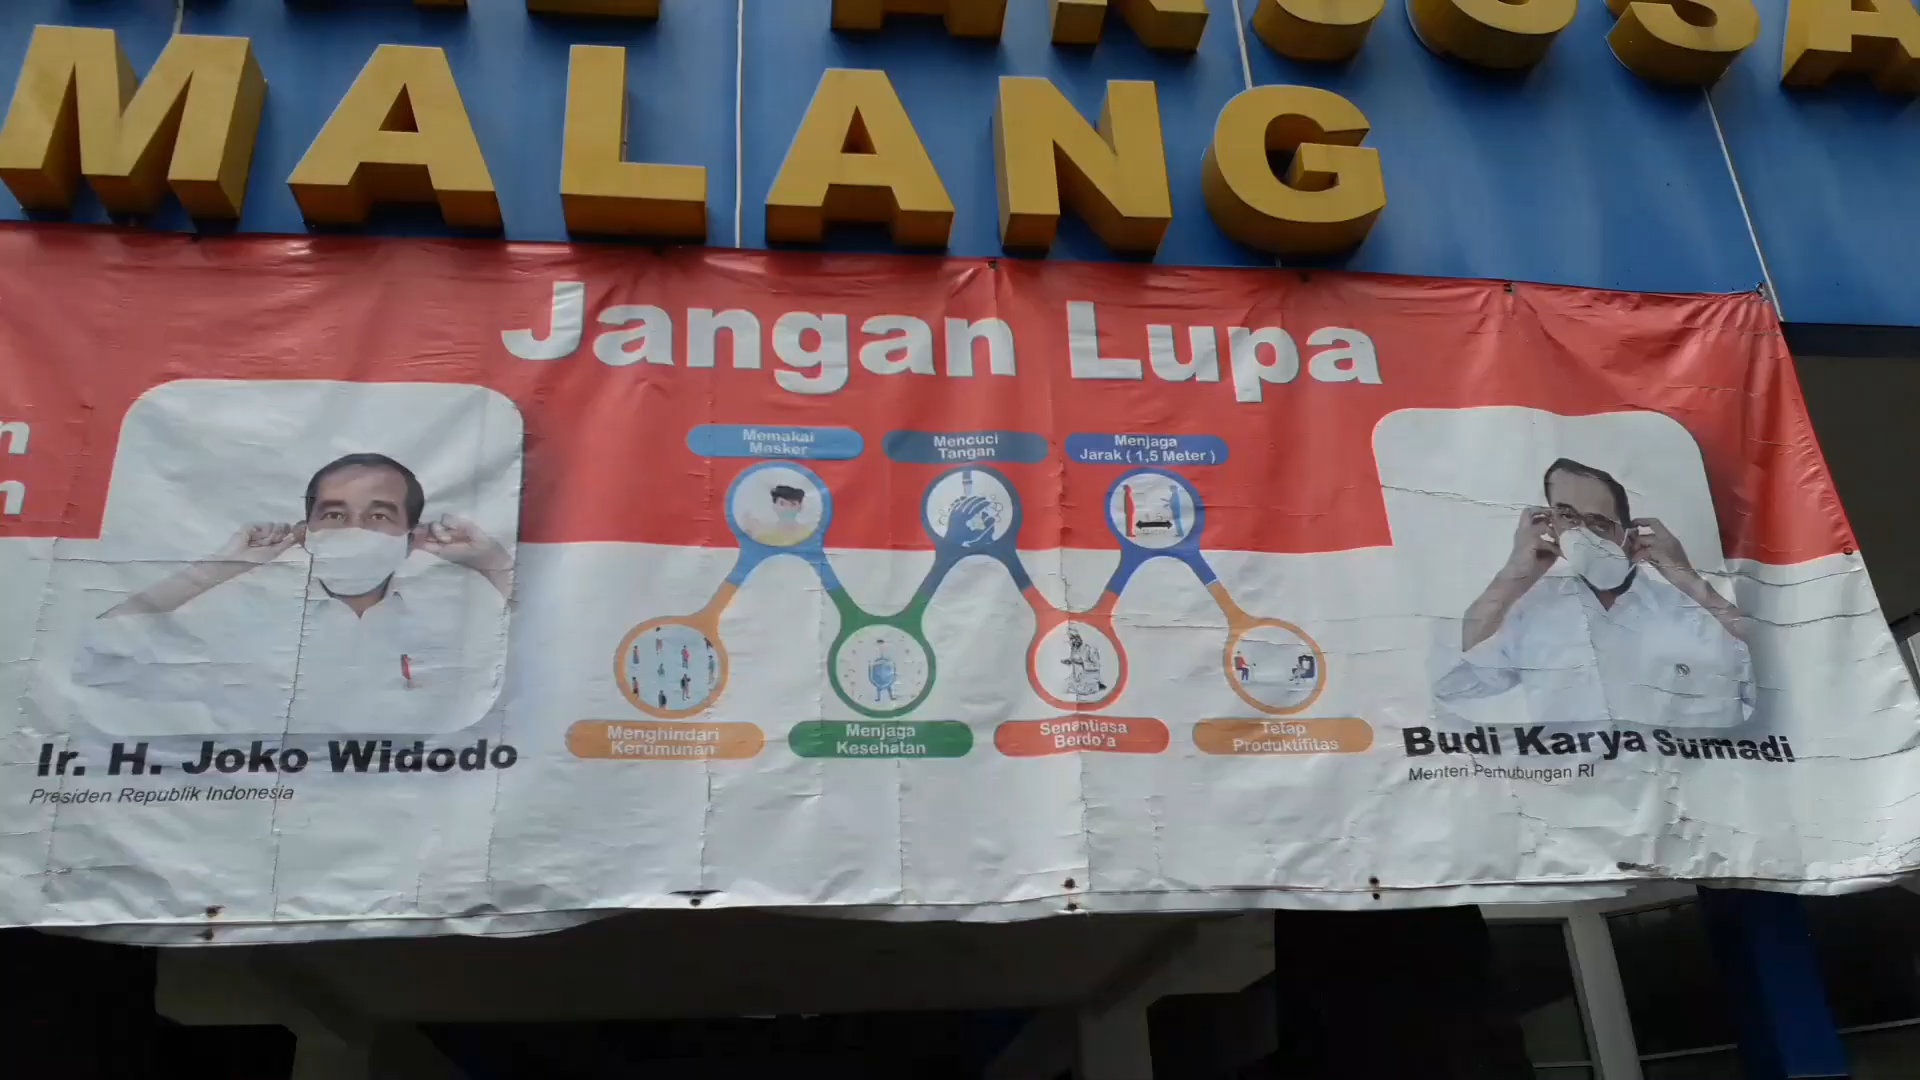 MALANG
Jangan Lupa
Memakai
Masker
Mencuci
Tangan
Menjaga
Jarak ( 1,5 Meter )
Menghindari
Kerumunan
Menjaga
Kesehatan
Senantiasa
Berdo'a
Tetap
Produktifitas
Ir. H. Joko Widodo
Presiden Republik Indonesia
Budi Karya Sumadi
Menteri Perhubungan RI